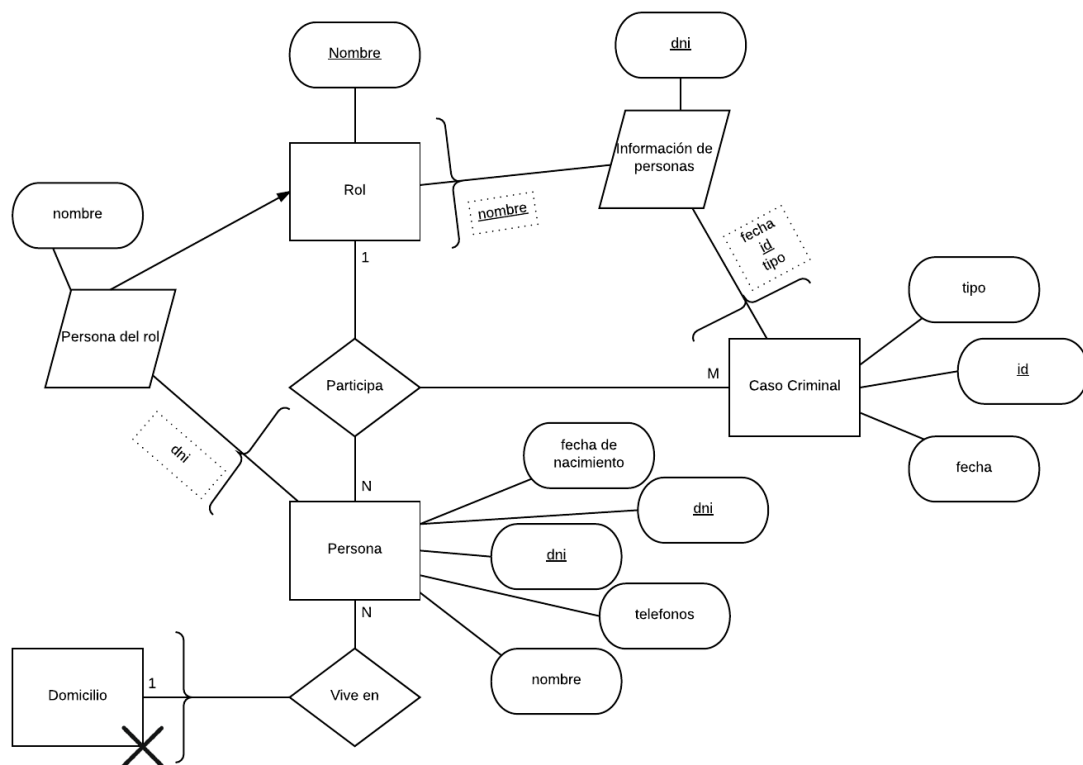 Nombre
dni
Información de
personas
Rol
nombre
nombre
fecha
id
tipo
1
tipo
Persona del rol
Participa
M
Caso Criminal
id
dni
fecha de
nacimiento
fecha
N
dni
Persona
dni
N
telefonos
nombre
Domicilio
1
Vive en